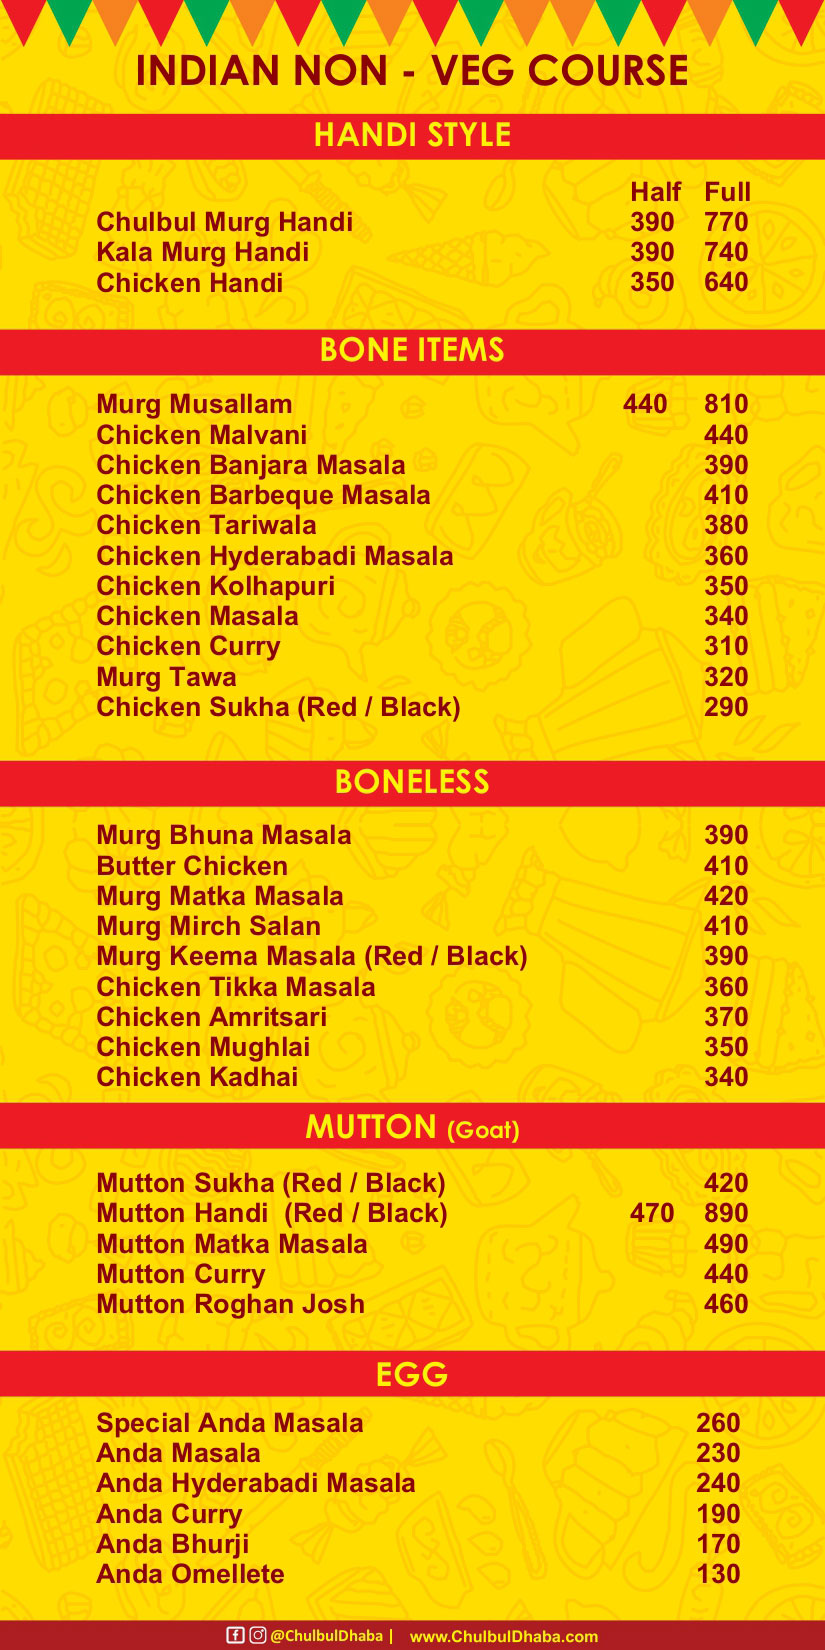 INDIAN NON - VEG COURSE
HANDI STYLE
Half Full
Chulbul Murg Handi 390 770
Kala Murg Handi 390 740
Chicken Handi 350 640
BONE ITEMS
Murg Musallam 440 810
Chicken Malvani 440
Chicken Banjara Masala 390
Chicken Barbeque Masala 410
Chicken Tariwala 380
Chicken Hyderabadi Masala 360
Chicken Kolhapuri 350
Chicken Masala 340
Chicken Curry 310
Murg Tawa 320
Chicken Sukha (Red / Black) 290
BONELESS
Murg Bhuna Masala 390
Butter Chicken 410
Murg Matka Masala 420
Murg Mirch Salan 410
Murg Keema Masala (Red / Black) 390
Chicken Tikka Masala 360
Chicken Amritsari 370
Chicken Mughlai 350
Chicken Kadhai 340
MUTTON (Goat)
Mutton Sukha (Red / Black) 420
Mutton Handi (Red / Black) 470 890
Mutton Matka Masala 490
Mutton Curry 440
Mutton Roghan Josh 460
EGG
Special Anda Masala 260
Anda Masala 230
Anda Hyderabadi Masala 240
Anda Curry 190
Anda Bhurji 170
Anda Omellete 130
@ChulbulDhaba | www.ChulbulDhaba.com